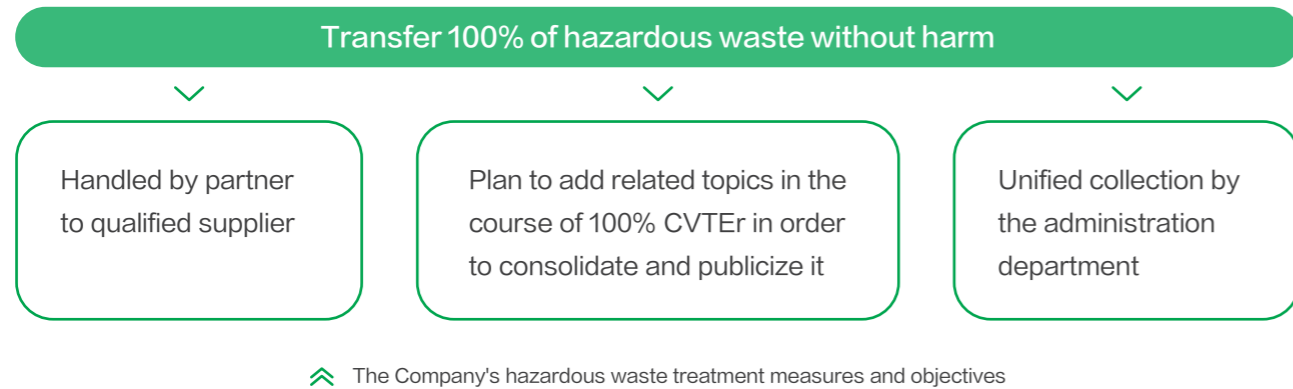 Transfer 100% of hazardous waste without harm
Handled by partner
to qualified supplier
Plan to add related topics in the
course of 100% CVTEr in order
to consolidate and publicize it
Unified collection by
the administration
department
The Company's hazardous waste treatment measures and objectives